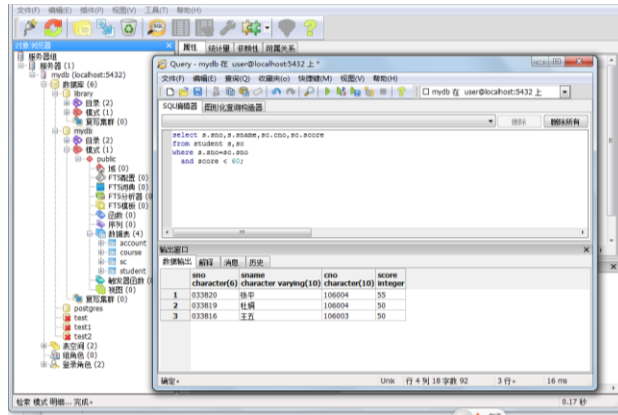 文件(F) 编辑(E) 插件(P) 视图(V) 工具(T) 帮助(H)
对象浏览器
属性 统计量 依赖性 附属关系
服务器组
服务器 (1)
mydb (localhost:5432)
数据库 (6)
library
目录 (2)
模式 (1)
复写集群 (0)
mydb
目录 (2)
模式 (1)
public
域 (0)
FTS配置 (0)
FTS词典 (0)
FTS分析器 (0)
FTS模板 (0)
函数 (0)
序列 (0)
数据表 (4)
account
course
sc
student
触发器函数 (0)
视图 (0)
复写集群 (0)
postgres
test
test1
test2
表空间 (2)
组角色 (0)
登录角色 (2)
检索 模式 明细... 完成。
0.17 秒
Query - mydb 在 user@localhost:5432 上 *
文件(F) 编辑(E) 查询(Q) 收藏夹(o) 快捷键(M) 视图(V) 帮助(H)
mydb 在 user@localhost:5432 上
SQL编辑器 图形化查询构造器
删除 删除所有
select s.sno,s.sname,sc.cno,sc.score
from student s,sc
where s.sno=sc.sno
and score < 60;
输出窗口
数据输出 解释 消息 历史
sno sname cno score
character(6) character varying(10) character(10) integer
1 033820 张平 106004 55
2 033819 杜娟 106004 50
3 033816 王五 106003 50
确定。 Unix 行 4 列 18 字数 92 3 行。 16 ms